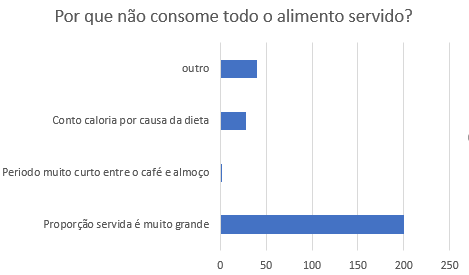 Por que não consome todo o alimento servido?
outro
Conto caloria por causa da dieta
Periodo muito curto entre o café e almoço
Proporção servida é muito grande
0 50 100 150 200 250